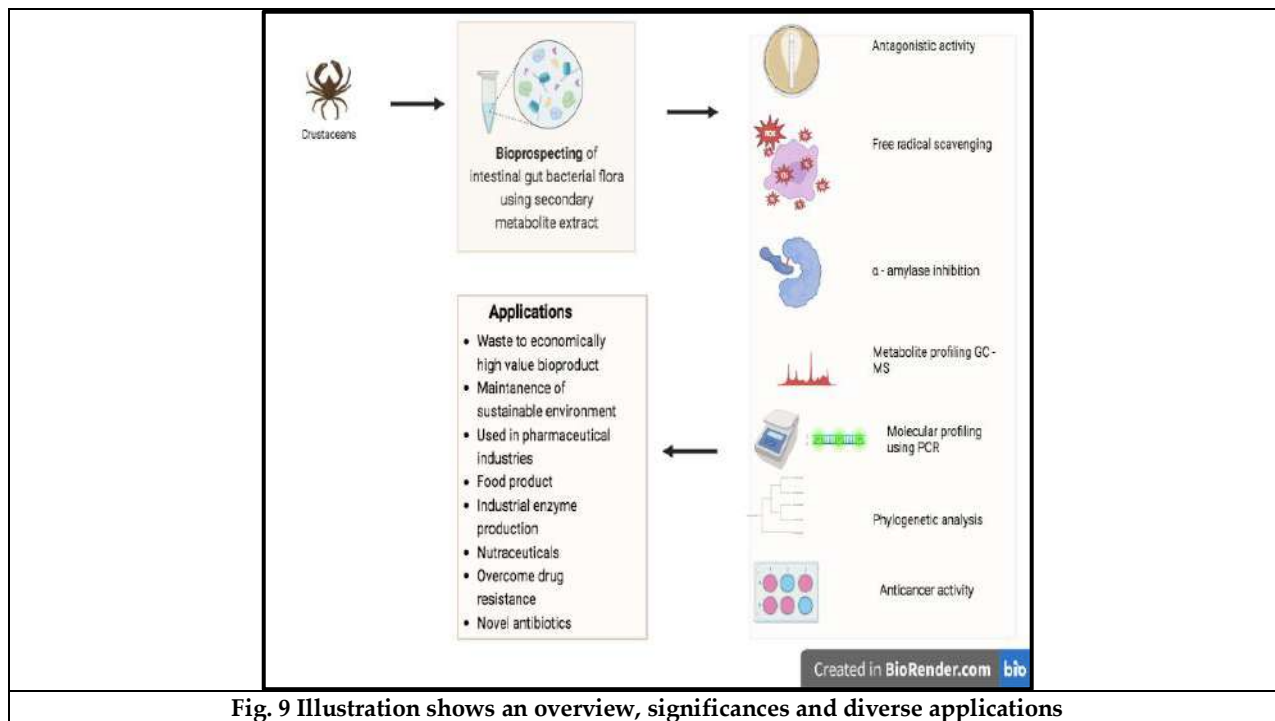 Crustaceans
Bioprospecting of
intestinal gut bacterial flora
using secondary
metabolite extract
Antagonistic activity
ROS
Free radical scavenging
α - amylase inhibition
Metabolite profiling GC -
MS
Molecular profiling
using PCR
Phylogenetic analysis
Anticancer activity
Applications
• Waste to economically
high value bioproduct
• Maintanence of
sustainable environment
• Used in pharmaceutical
industries
• Food product
• Industrial enzyme
production
• Nutraceuticals
• Overcome drug
resistance
• Novel antibiotics
Created in BioRender.com bio
Fig. 9 Illustration shows an overview, significances and diverse applications